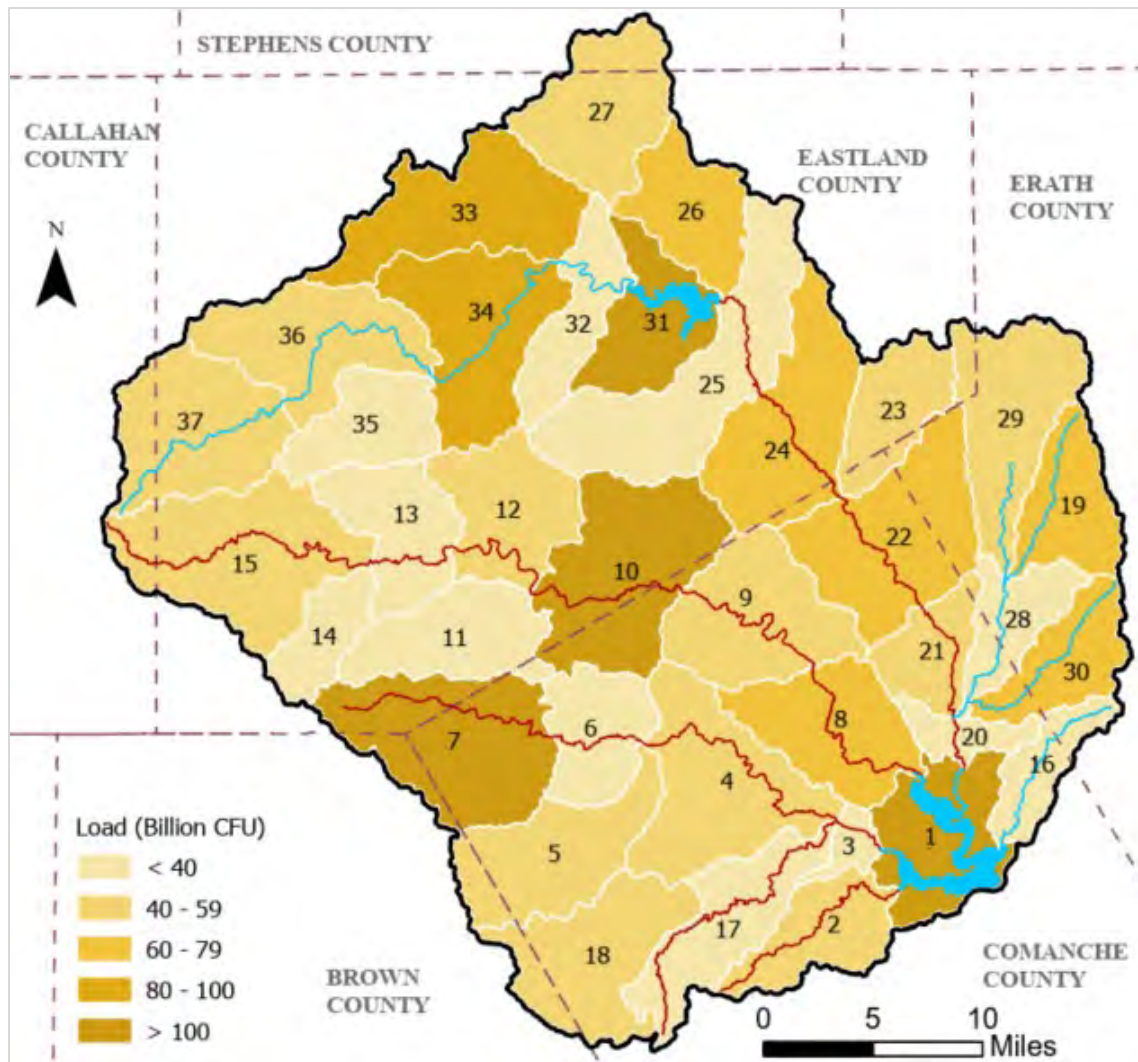 STEPHENS COUNTY
CALLAHAN
COUNTY
EASTLAND
COUNTY
ERATH
COUNTY
N
27
33
26
34
32
31
36
25
37
35
23
29
24
12
13
19
15
10
22
9
14
11
28
21
30
6
7
8
20
16
4
1
5
3
17
2
18
Load (Billion CFU)
< 40
40 - 59
60 - 79
80 - 100
> 100
BROWN
COUNTY
COMANCHE
COUNTY
0 5 10
Miles